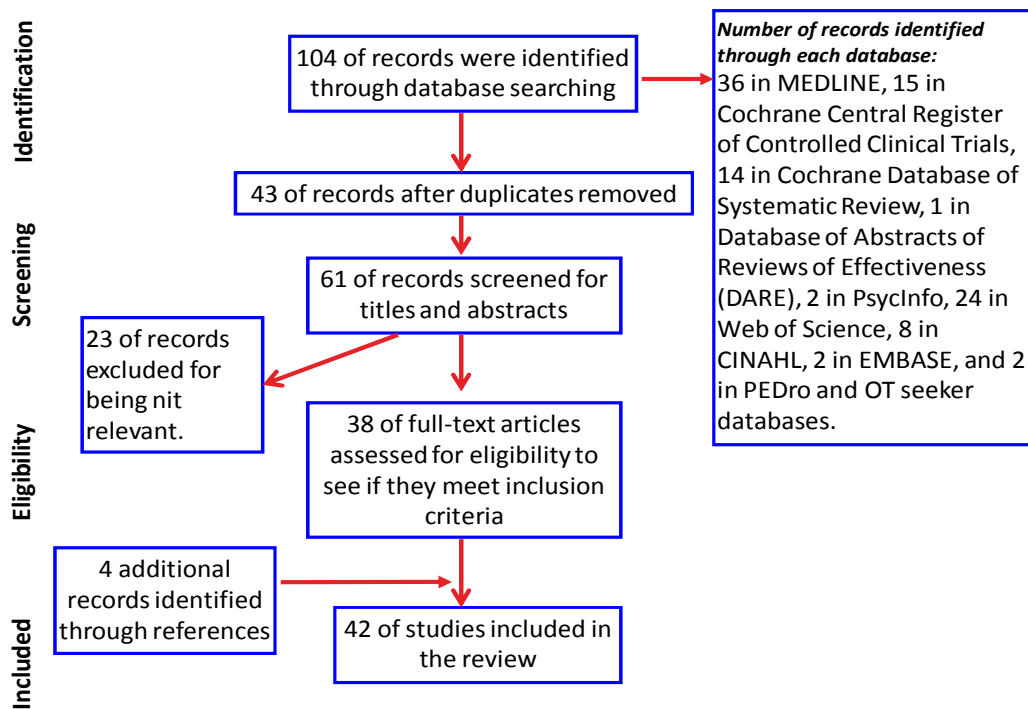 Identification
104 of records were identified
through database searching
Number of records identified
through each database:
36 in MEDLINE, 15 in
Cochrane Central Register
of Controlled Clinical Trials,
14 in Cochrane Database of
Systematic Review, 1 in
Database of Abstracts of
Reviews of Effectiveness
(DARE), 2 in PsycInfo, 24 in
Web of Science, 8 in
CINAHL, 2 in EMBASE, and 2
in PEDro and OT seeker
databases.
43 of records after duplicates removed
Screening
61 of records screened for
titles and abstracts
23 of records
excluded for
being nit
relevant.
Eligibility
38 of full-text articles
assessed for eligibility to
see if they meet inclusion
criteria
4 additional
records identified
through references
Included
42 of studies included in
the review